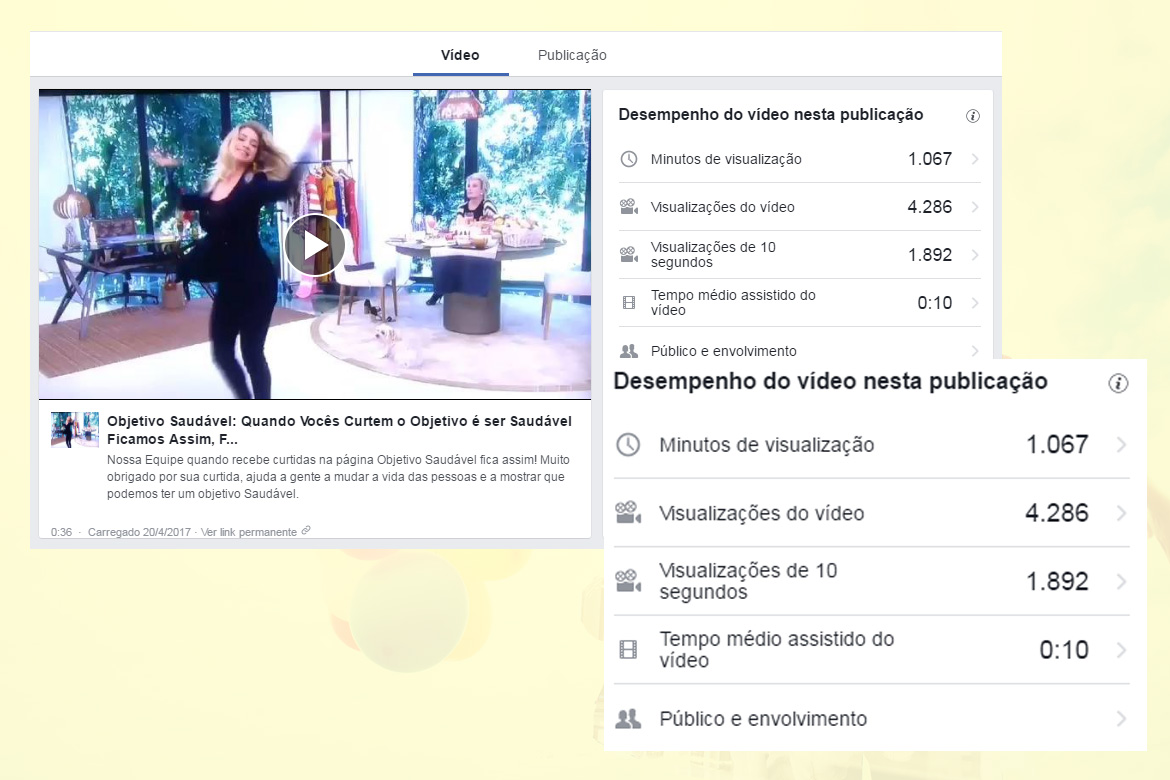 Vídeo
Publicação
Desempenho do vídeo nesta publicação
Minutos de visualização 1.067
Visualizações do vídeo 4.286
Visualizações de 10
segundos 1.892
Tempo médio assistido do
vídeo 0:10
Público e envolvimento
Objetivo Saudável: Quando Vocês Curtem o Objetivo é ser Saudável
Ficamos Assim, F...
Nossa Equipe quando recebe curtidas na página Objetivo Saudável fica assim! Muito
obrigado por sua curtida, ajuda a gente a mudar a vida das pessoas e a mostrar que
podemos ter um objetivo Saudável.
0:36 · Carregado 20/4/2017 · Ver link permanente
Desempenho do vídeo nesta publicação
Minutos de visualização 1.067
Visualizações do vídeo 4.286
Visualizações de 10
segundos 1.892
Tempo médio assistido do
vídeo 0:10
Público e envolvimento